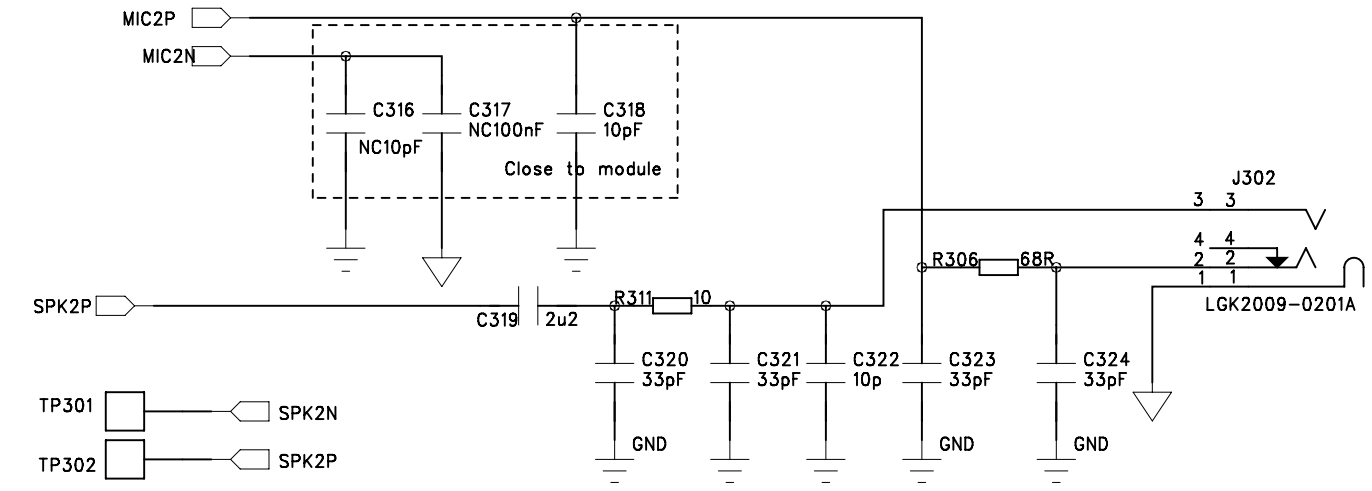 MIC2P
MIC2N
C316
NC10pF
C317
NC100nF
C318
10pF
Close to module
J302
3 3
4 4
2 2
1 1
LGK2009-0201A
R306 68R
SPK2P
C319 2u2
R311 10
C320
33pF
C321
33pF
C322
10p
C323
33pF
C324
33pF
GND
GND
GND
TP301
SPK2N
TP302
SPK2P